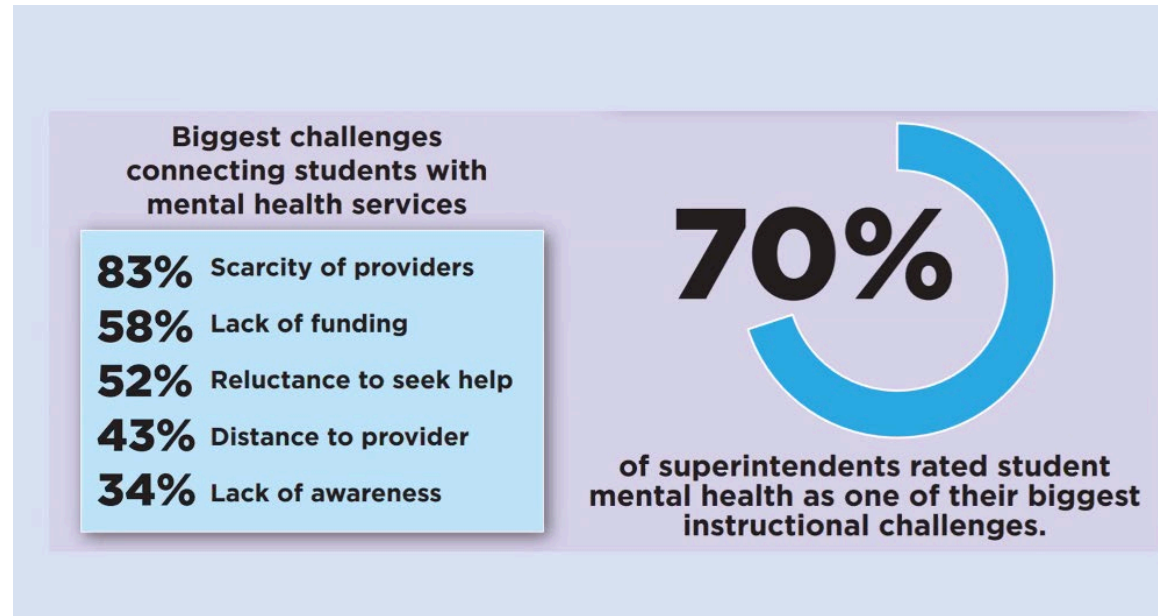 Biggest challenges
connecting students with
mental health services
83% Scarcity of providers
58% Lack of funding
52% Reluctance to seek help
43% Distance to provider
34% Lack of awareness
70%
of superintendents rated student
mental health as one of their biggest
instructional challenges.